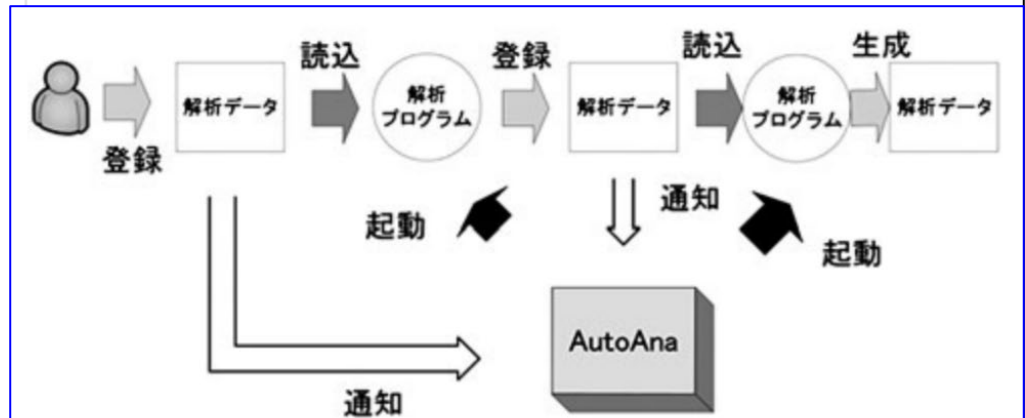 読込
登録
読込
生成
解析データ
解析
プログラム
解析データ
解析
プログラム
解析データ
登録
起動
通知
起動
AutoAna
通知